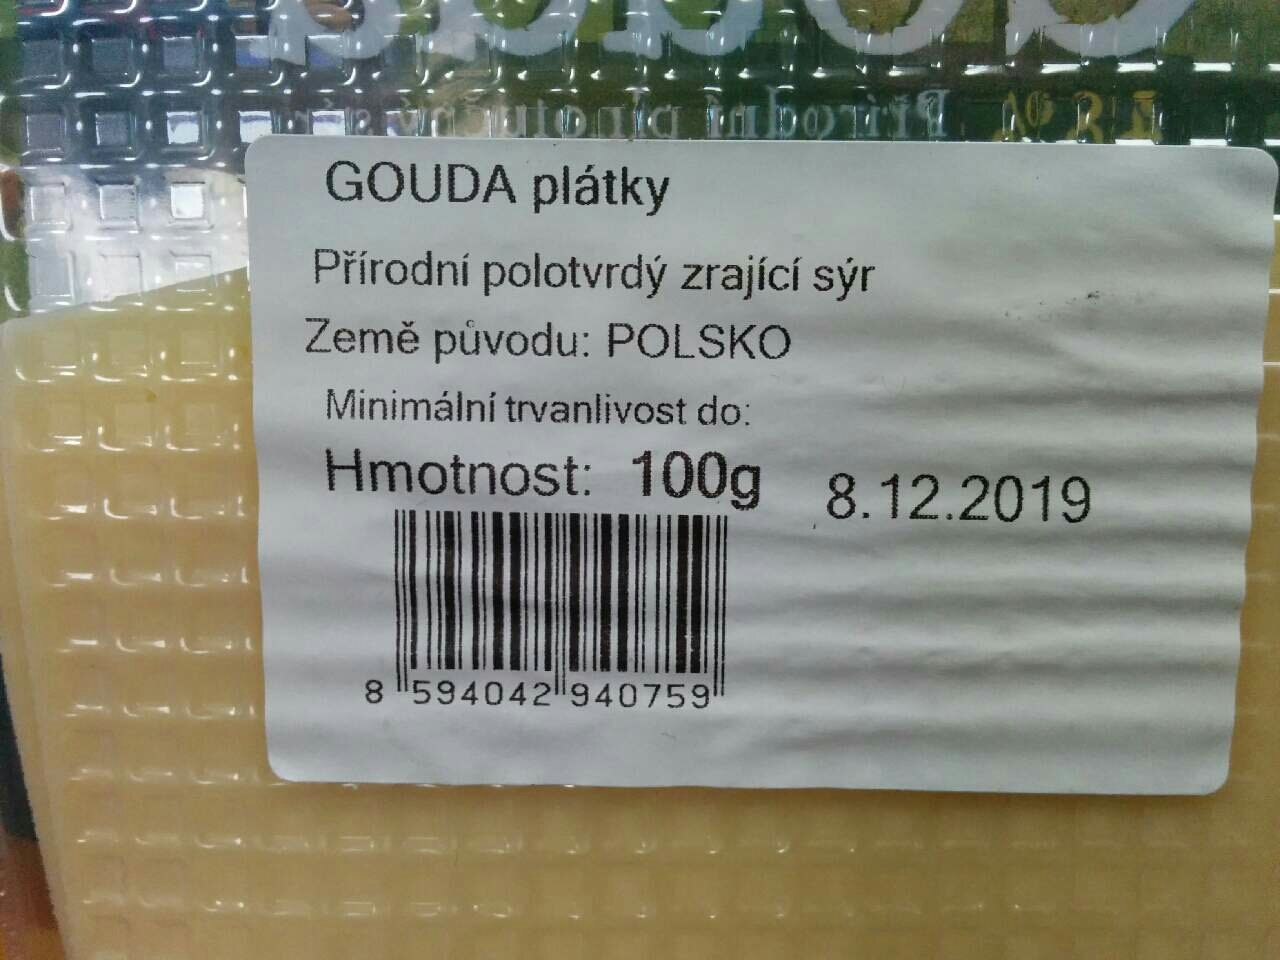 GOUDA plátky
Přírodní polotvrdý zrající sýr
Země původu: POLSKO
Minimální trvanlivost do:
Hmotnost: 100g 8.12.2019
8 594042 940759
Přírodní